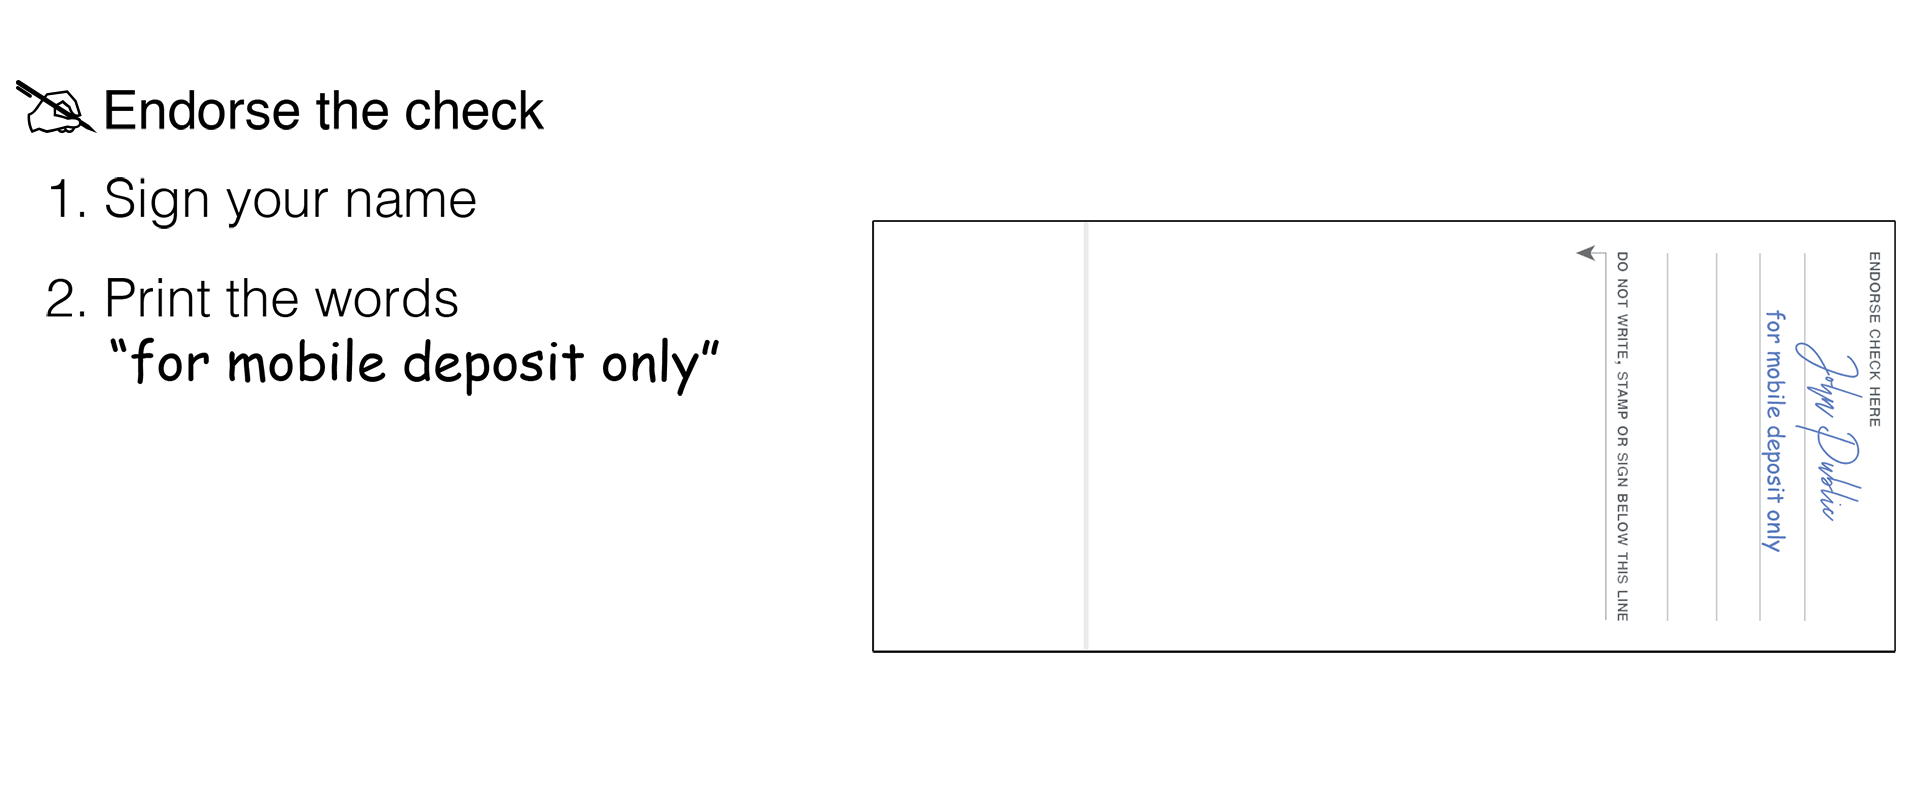 Endorse the check
1. Sign your name
2. Print the words
“for mobile deposit only”
ENDORSE CHECK HERE
John Public
for mobile deposit only
DO NOT WRITE, STAMP OR SIGN BELOW THIS LINE